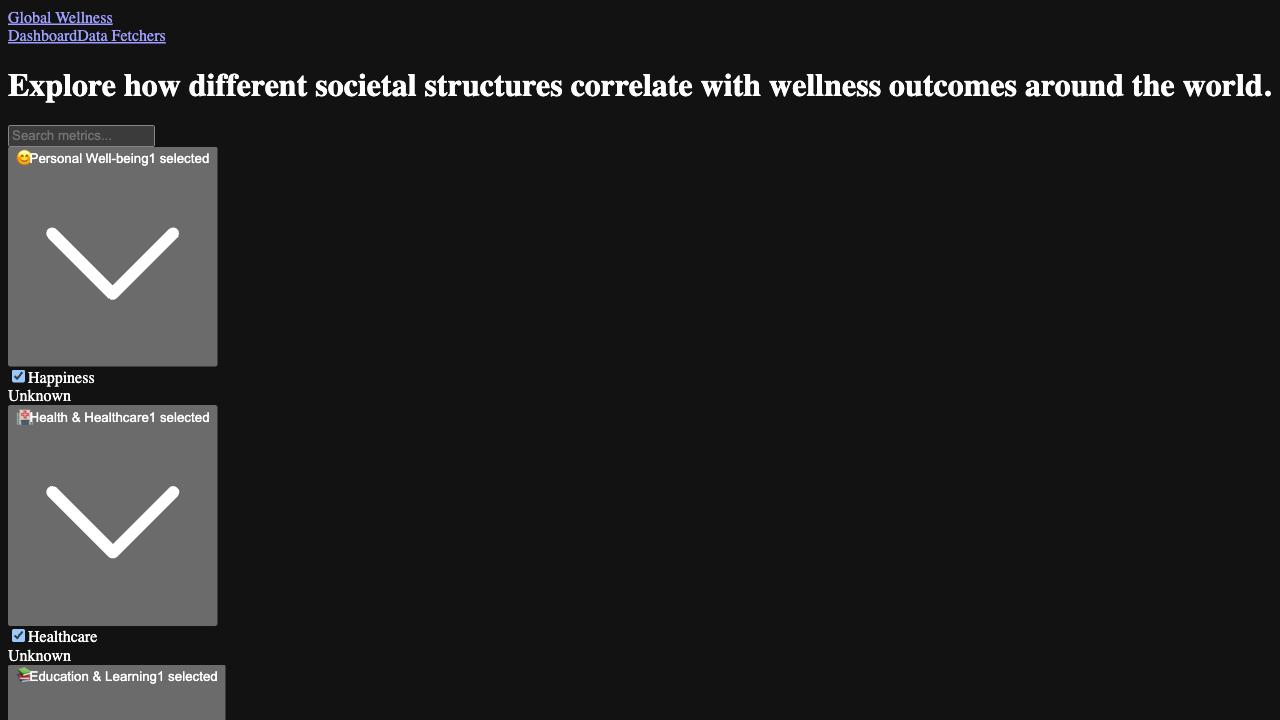 Global Wellness
DashboardData Fetchers
Explore how different societal structures correlate with wellness outcomes around the world.
Search metrics...
😊Personal Well-being1 selected
Happiness
Unknown
🏥Health & Healthcare1 selected
Healthcare
Unknown
📚Education & Learning1 selected